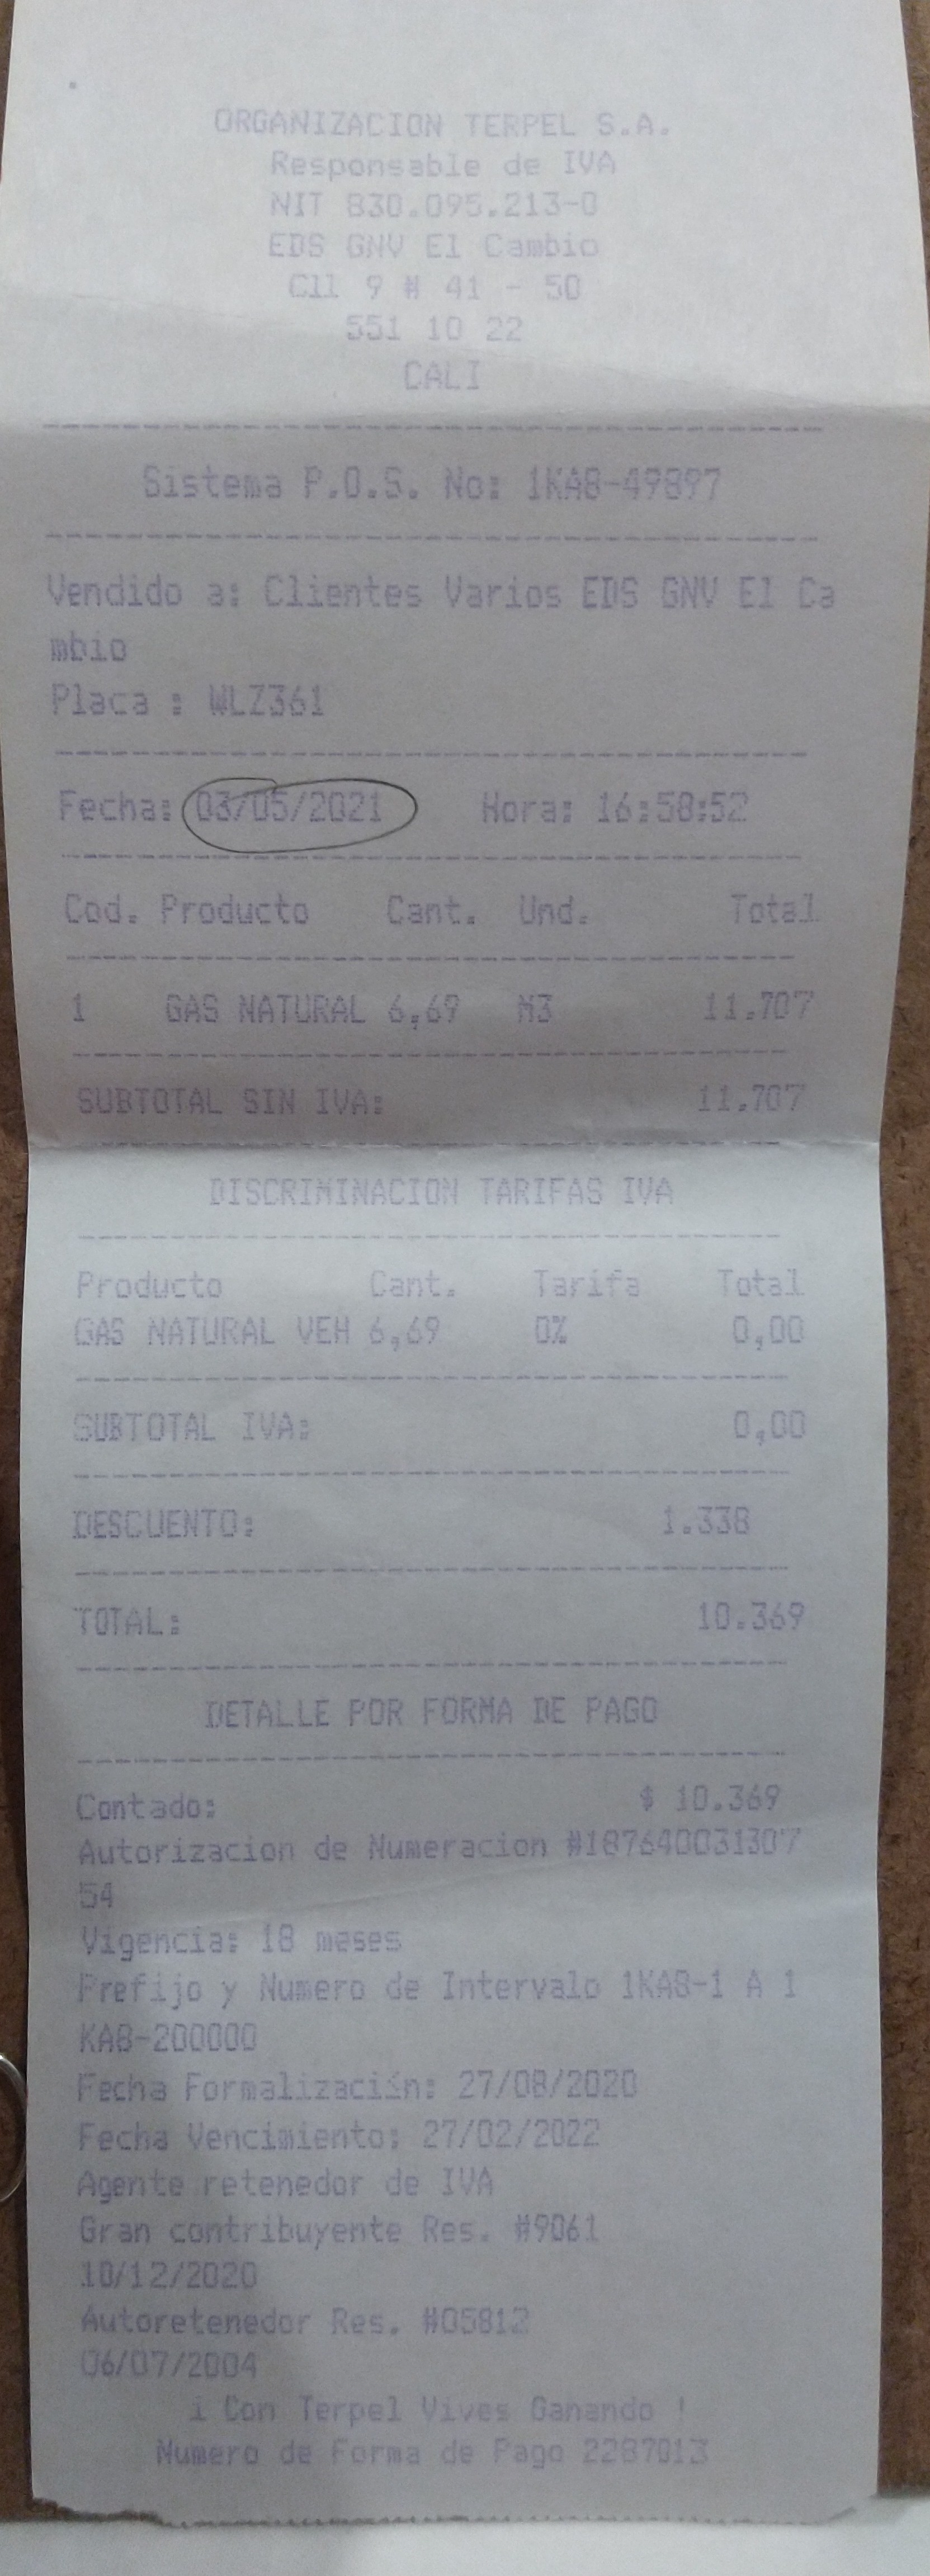 ORGANIZACION TERPEL S.A.
Responsable de IVA
NIT 830.095.213-0
EDS GNV El Cambio
Cll 9 # 41 - 50
551 10 22
CALI
Sistema P.O.S. No: 1KA8-49897
Vendido a: Clientes Varios EDS GNV El Ca
mbio
Placa : WLZ361
Fecha: 03/05/2021 Hora: 16:58:52
Cod. Producto Cant. Und. Total
1 GAS NATURAL 6,69 M3 11.707
SUBTOTAL SIN IVA: 11.707
DISCRIMINACION TARIFAS IVA
Producto Cant. Tarifa Total
GAS NATURAL VEH 6,69 0% 0,00
SUBTOTAL IVA: 0,00
DESCUENTO: 1.338
TOTAL: 10.369
DETALLE POR FORMA DE PAGO
Contado: $ 10.369
Autorizacion de Numeracion #187640031307
54
Vigencia: 18 meses
Prefijo y Numero de Intervalo 1KA8-1 A 1
KA8-200000
Fecha Formalización: 27/08/2020
Fecha Vencimiento: 27/02/2022
Agente retenedor de IVA
Gran contribuyente Res. #9061
10/12/2020
Autoretenedor Res. #05812
06/07/2004
¡ Con Terpel Vives Ganando !
Numero de Forma de Pago 2287013